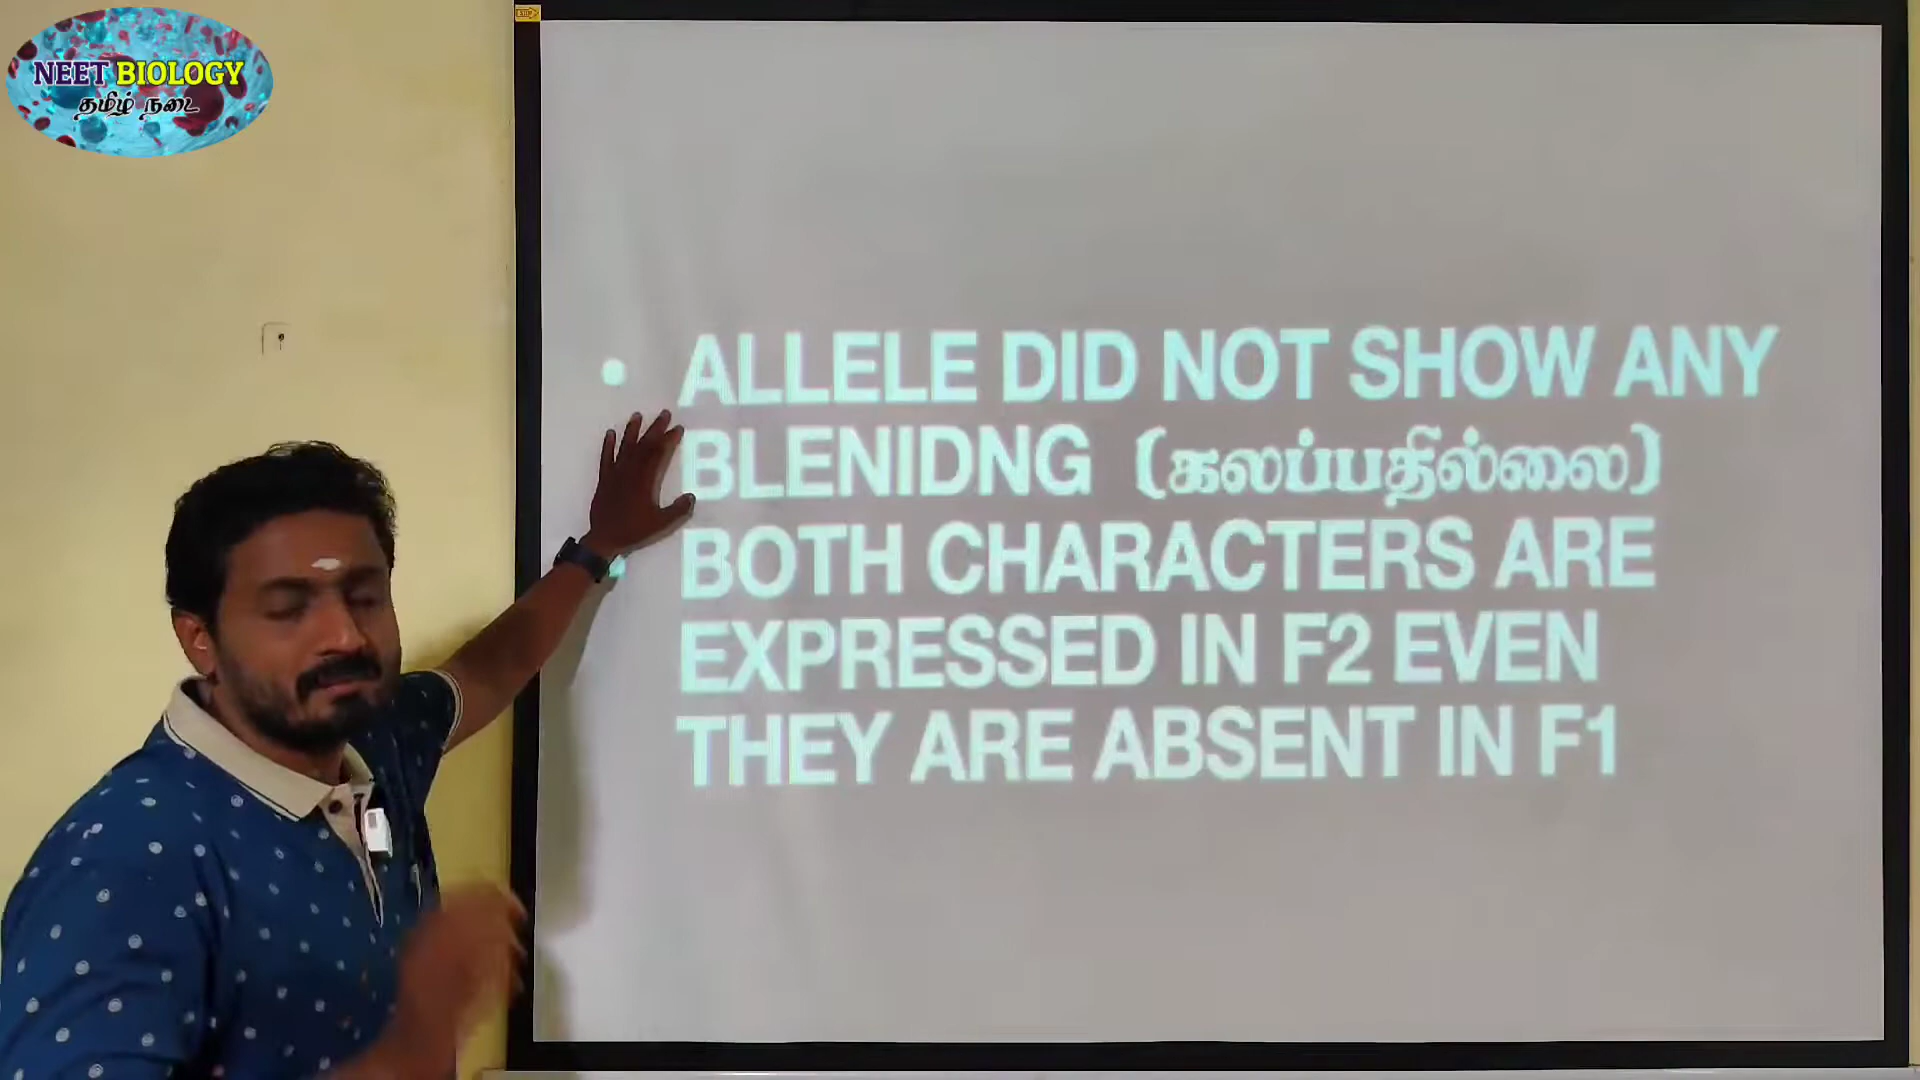 NEET BIOLOGY
தமிழ் நடை
ALLELE DID NOT SHOW ANY
BLENIDNG (கலப்பதில்லை)
BOTH CHARACTERS ARE
EXPRESSED IN F2 EVEN
THEY ARE ABSENT IN F1